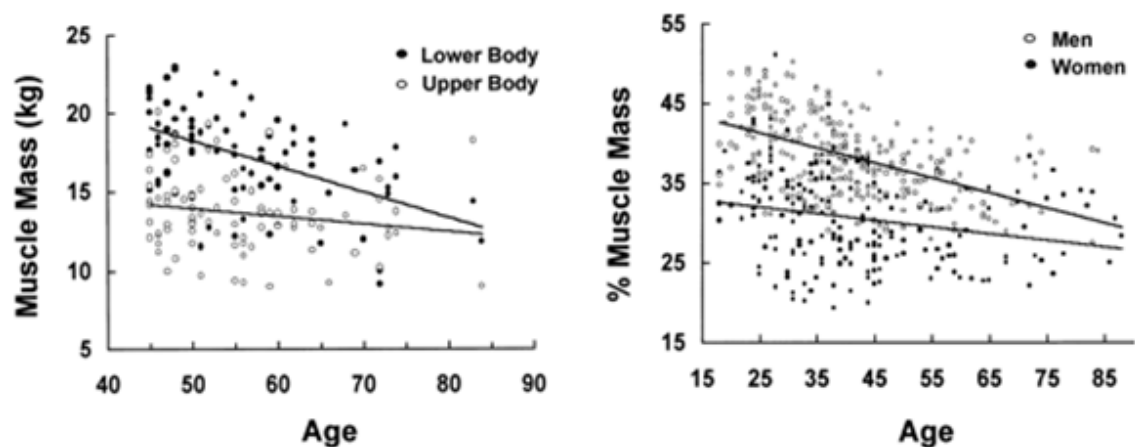 25
20
15
10
5
Muscle Mass (kg)
Lower Body
Upper Body
40 50 60 70 80 90
Age
55
45
35
25
15
% Muscle Mass
Men
Women
15 25 35 45 55 65 75 85
Age